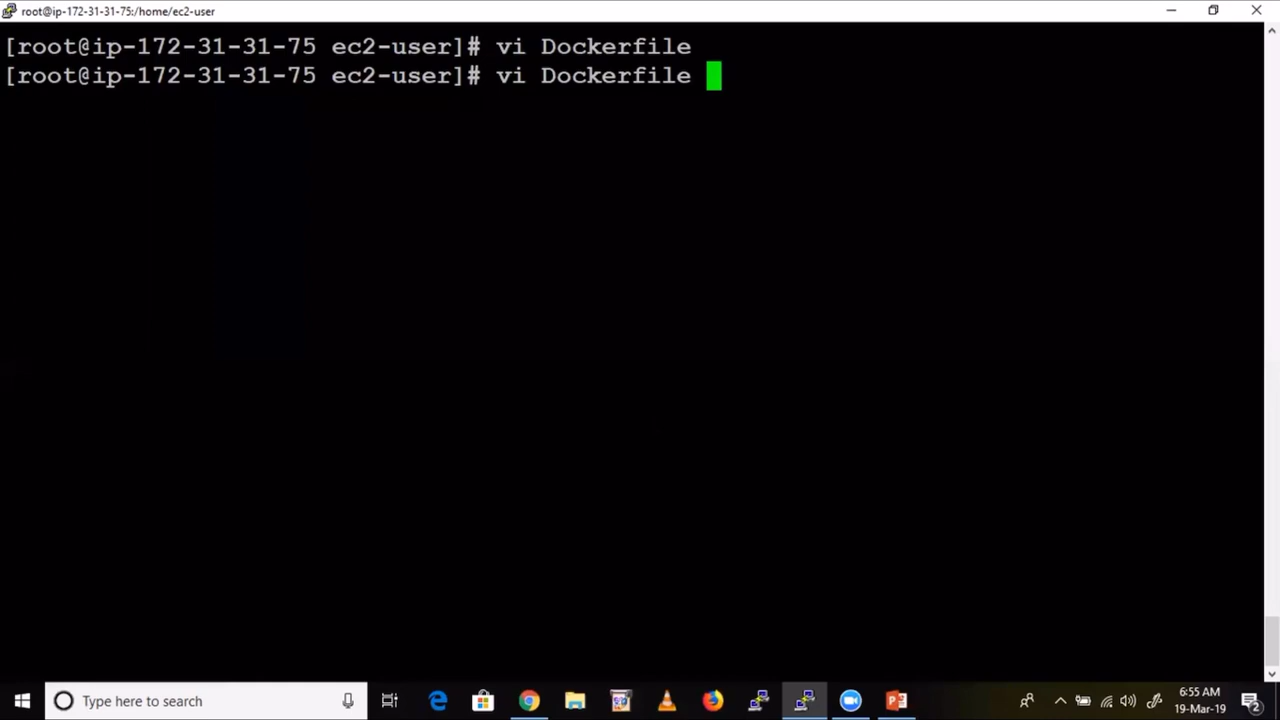 root@ip-172-31-31-75:/home/ec2-user
[root@ip-172-31-31-75 ec2-user]# vi Dockerfile
[root@ip-172-31-31-75 ec2-user]# vi Dockerfile
Type here to search
6:55 AM
19-Mar-19
2